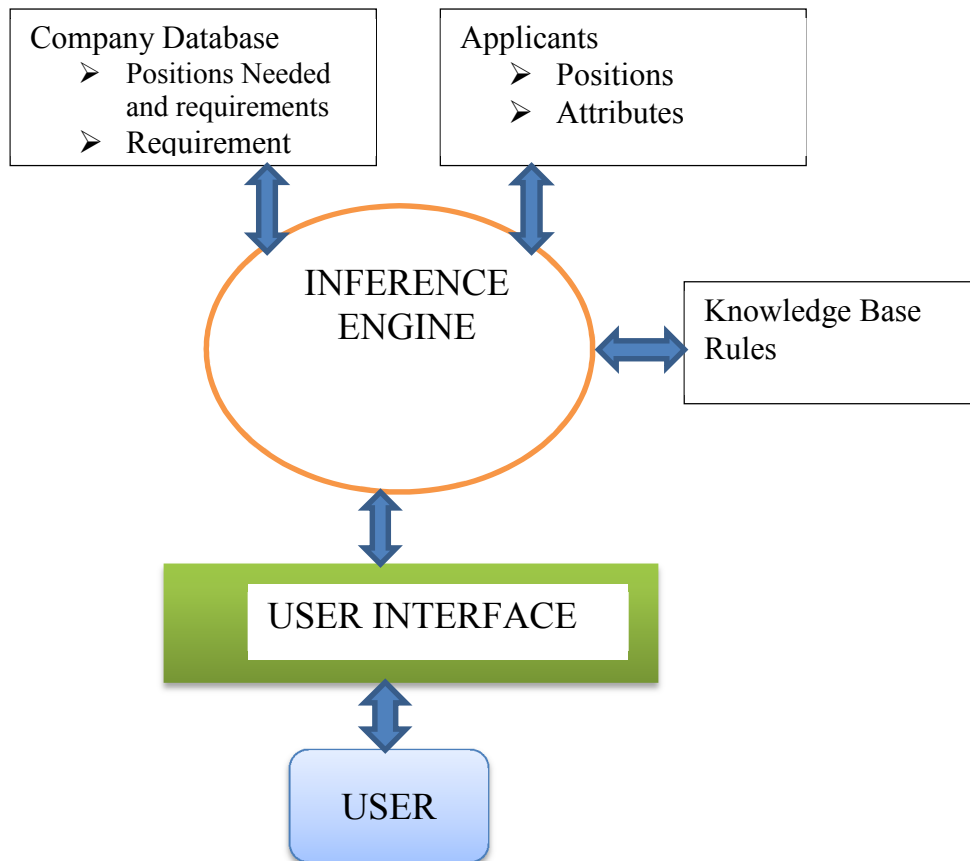 Company Database
➢ Positions Needed
and requirements
➢ Requirement
Applicants
➢ Positions
➢ Attributes
INFERENCE
ENGINE
Knowledge Base
Rules
USER INTERFACE
USER